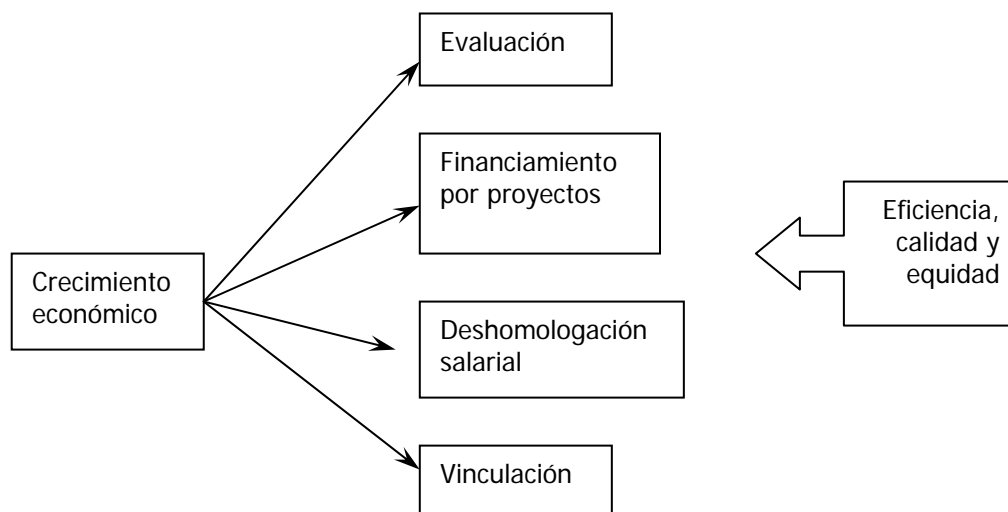 Evaluación
Financiamiento
por proyectos
Eficiencia,
calidad y
equidad
Crecimiento
económico
Deshomologación
salarial
Vinculación